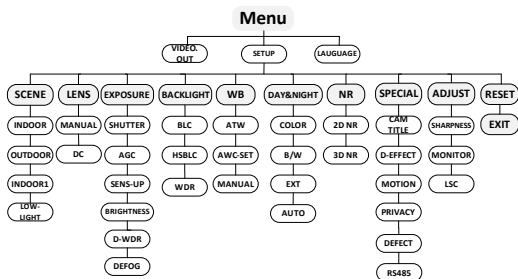 Menu
VIDEO.
OUT
SETUP
LAUGUAGE
SCENE
LENS
EXPOSURE
BACKLIGHT
WB
DAY&NIGHT
NR
SPECIAL
ADJUST
RESET
INDOOR
MANUAL
SHUTTER
BLC
ATW
COLOR
2D NR
CAM
TITLE
SHARPNESS
EXIT
OUTDOOR
DC
AGC
HSBLC
AWC-SET
B/W
3D NR
D-EFFECT
MONITOR
INDOOR1
SENS-UP
WDR
MANUAL
EXT
MOTION
LSC
LOW-
LIGHT
BRIGHTNESS
AUTO
PRIVACY
D-WDR
DEFECT
DEFOG
RS485